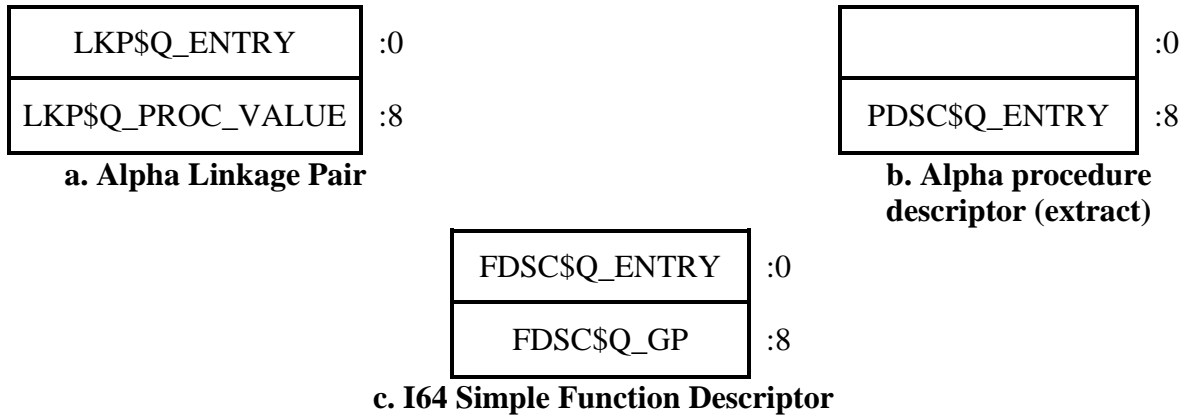 LKP$Q_ENTRY :0 :0
LKP$Q_PROC_VALUE :8 PDSC$Q_ENTRY :8
a. Alpha Linkage Pair b. Alpha procedure
descriptor (extract)
FDSC$Q_ENTRY :0
FDSC$Q_GP :8
c. I64 Simple Function Descriptor